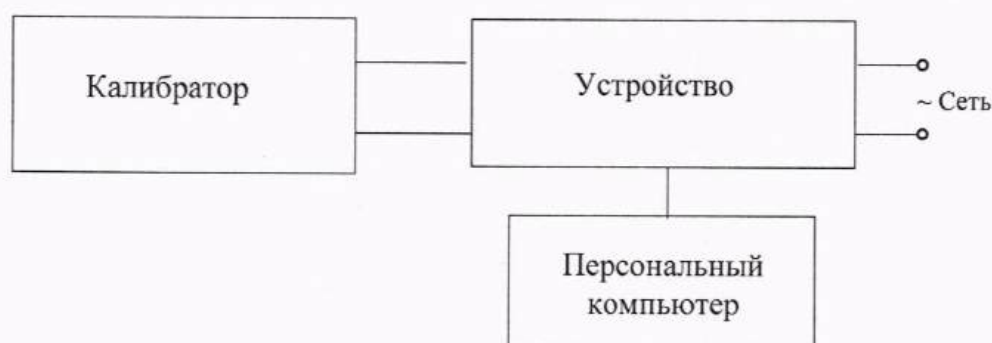 Калибратор
Устройство
~ Сеть
Персональный
компьютер